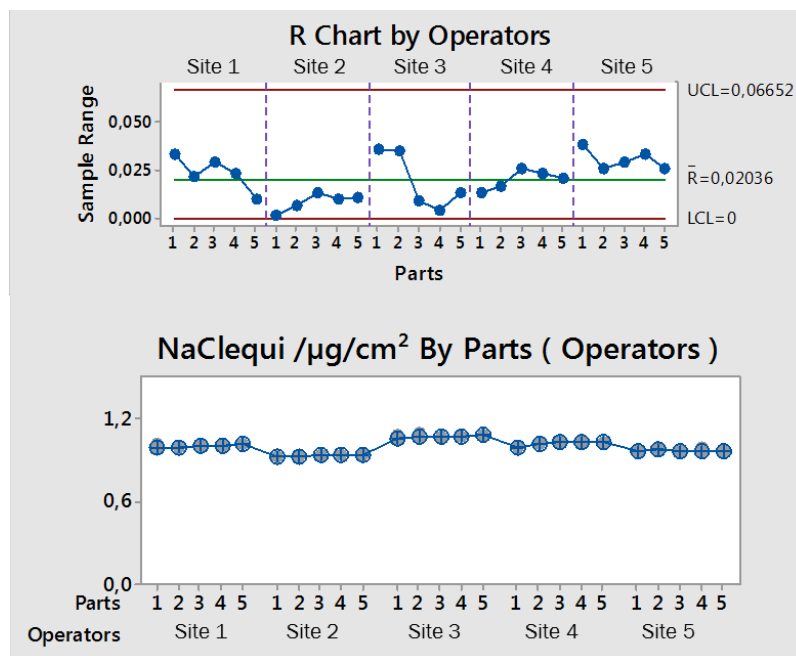 R Chart by Operators
Site 1 Site 2 Site 3 Site 4 Site 5
UCL=0,06652
0,050
0,025
R̄=0,02036
0,000
LCL=0
Sample Range
1 2 3 4 5 1 2 3 4 5 1 2 3 4 5 1 2 3 4 5 1 2 3 4 5
Parts
NaClequi /µg/cm² By Parts ( Operators )
1,2
0,6
0,0
Parts 1 2 3 4 5 1 2 3 4 5 1 2 3 4 5 1 2 3 4 5 1 2 3 4 5
Operators Site 1 Site 2 Site 3 Site 4 Site 5